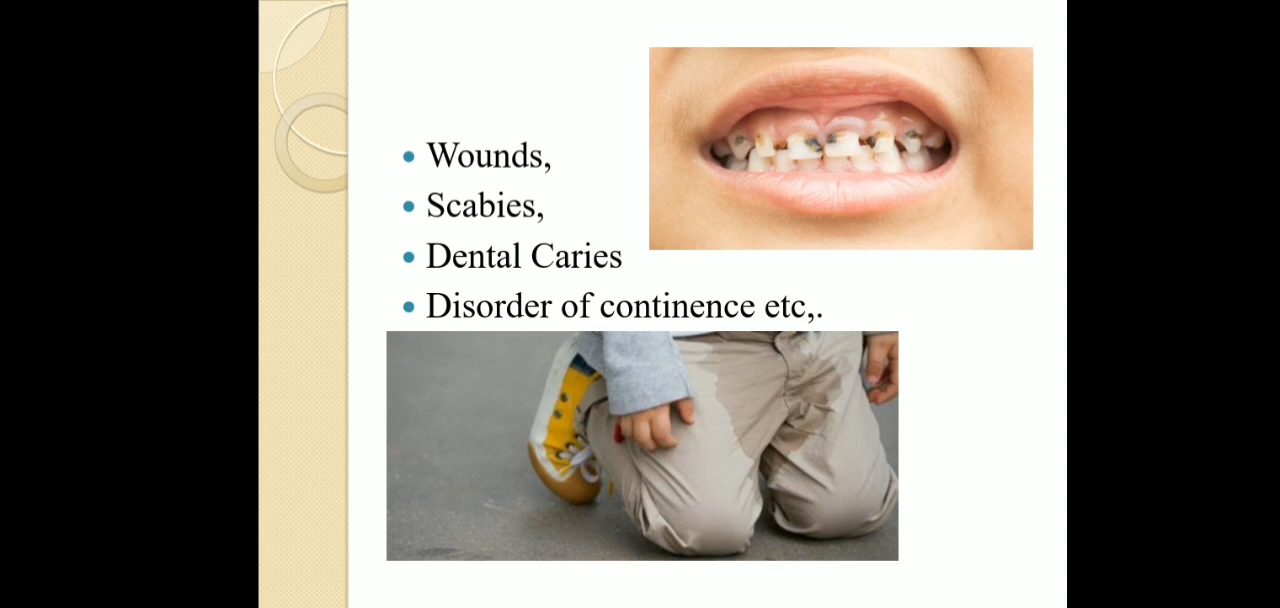 Wounds,
Scabies,
Dental Caries
Disorder of continence etc,.